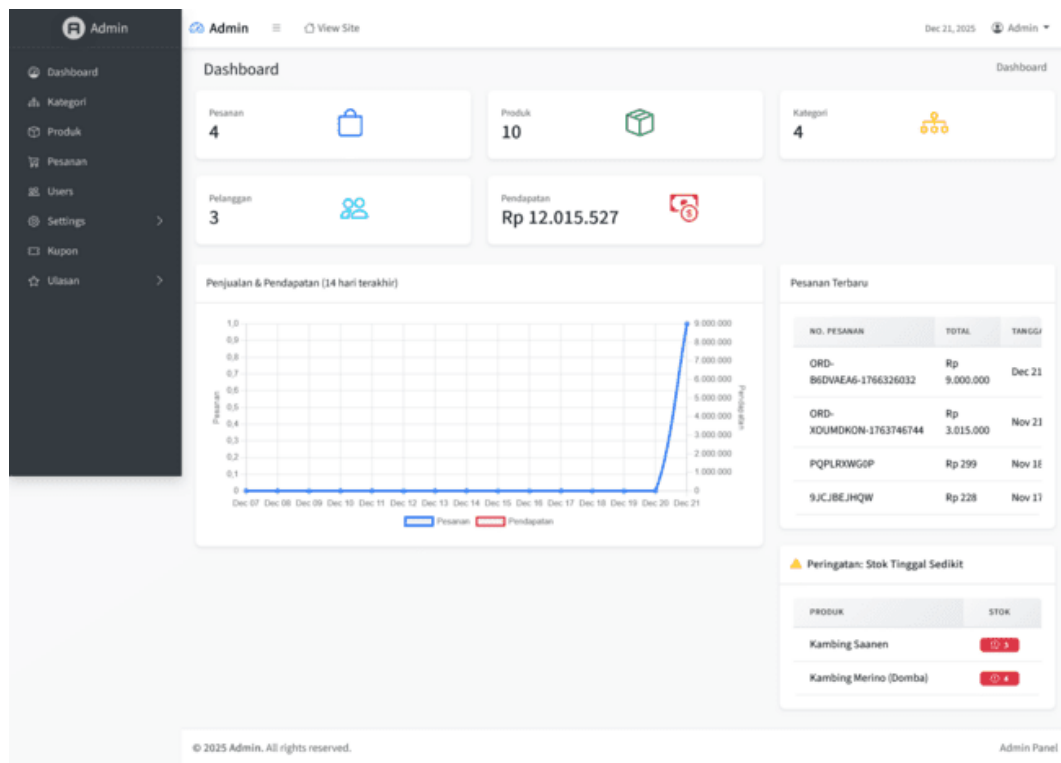 Admin
Dashboard
Kategori
Produk
Pesanan
Users
Settings
Kupon
Ulasan
Admin
View Site
Dec 21, 2025
Admin
Dashboard
Dashboard
Pesanan
4
Produk
10
Kategori
4
Pelanggan
3
Pendapatan
Rp 12.015.527
Penjualan & Pendapatan (14 hari terakhir)
1,0
0,9
0,8
0,7
0,6
0,5
0,4
0,3
0,2
0,1
0
Pesanan
9.000.000
8.000.000
7.000.000
6.000.000
5.000.000
4.000.000
3.000.000
2.000.000
1.000.000
0
Pendapatan
Dec 07 Dec 08 Dec 09 Dec 10 Dec 11 Dec 12 Dec 13 Dec 14 Dec 15 Dec 16 Dec 17 Dec 18 Dec 19 Dec 20 Dec 21
Pesanan Pendapatan
Pesanan Terbaru
NO. PESANAN TOTAL TANGGA
ORD-
B6DVAEA6-1766326032
Rp
9.000.000
Dec 21
ORD-
XOUMDKON-1763746744
Rp
3.015.000
Nov 21
PQPLRXWG0P Rp 299 Nov 18
9JCJBEJHQW Rp 228 Nov 17
Peringatan: Stok Tinggal Sedikit
PRODUK STOK
Kambing Saanen 3
Kambing Merino (Domba) 4
© 2025 Admin. All rights reserved.
Admin Panel